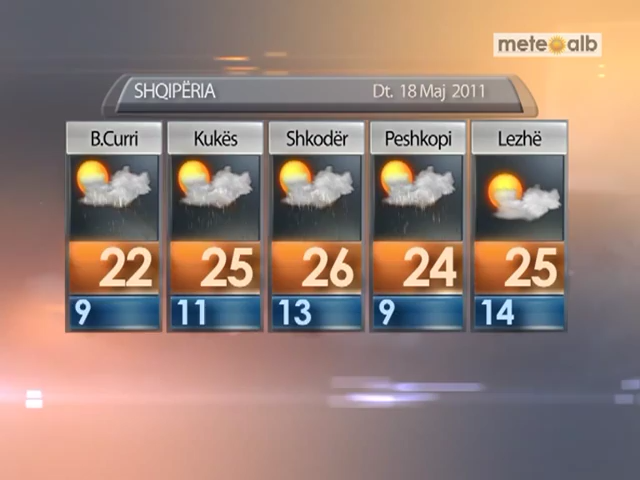 meteoalb
SHQIPËRIA Dt. 18 Maj 2011
B.Curri Kukës Shkodër Peshkopi Lezhë
22 25 26 24 25
9 11 13 9 14